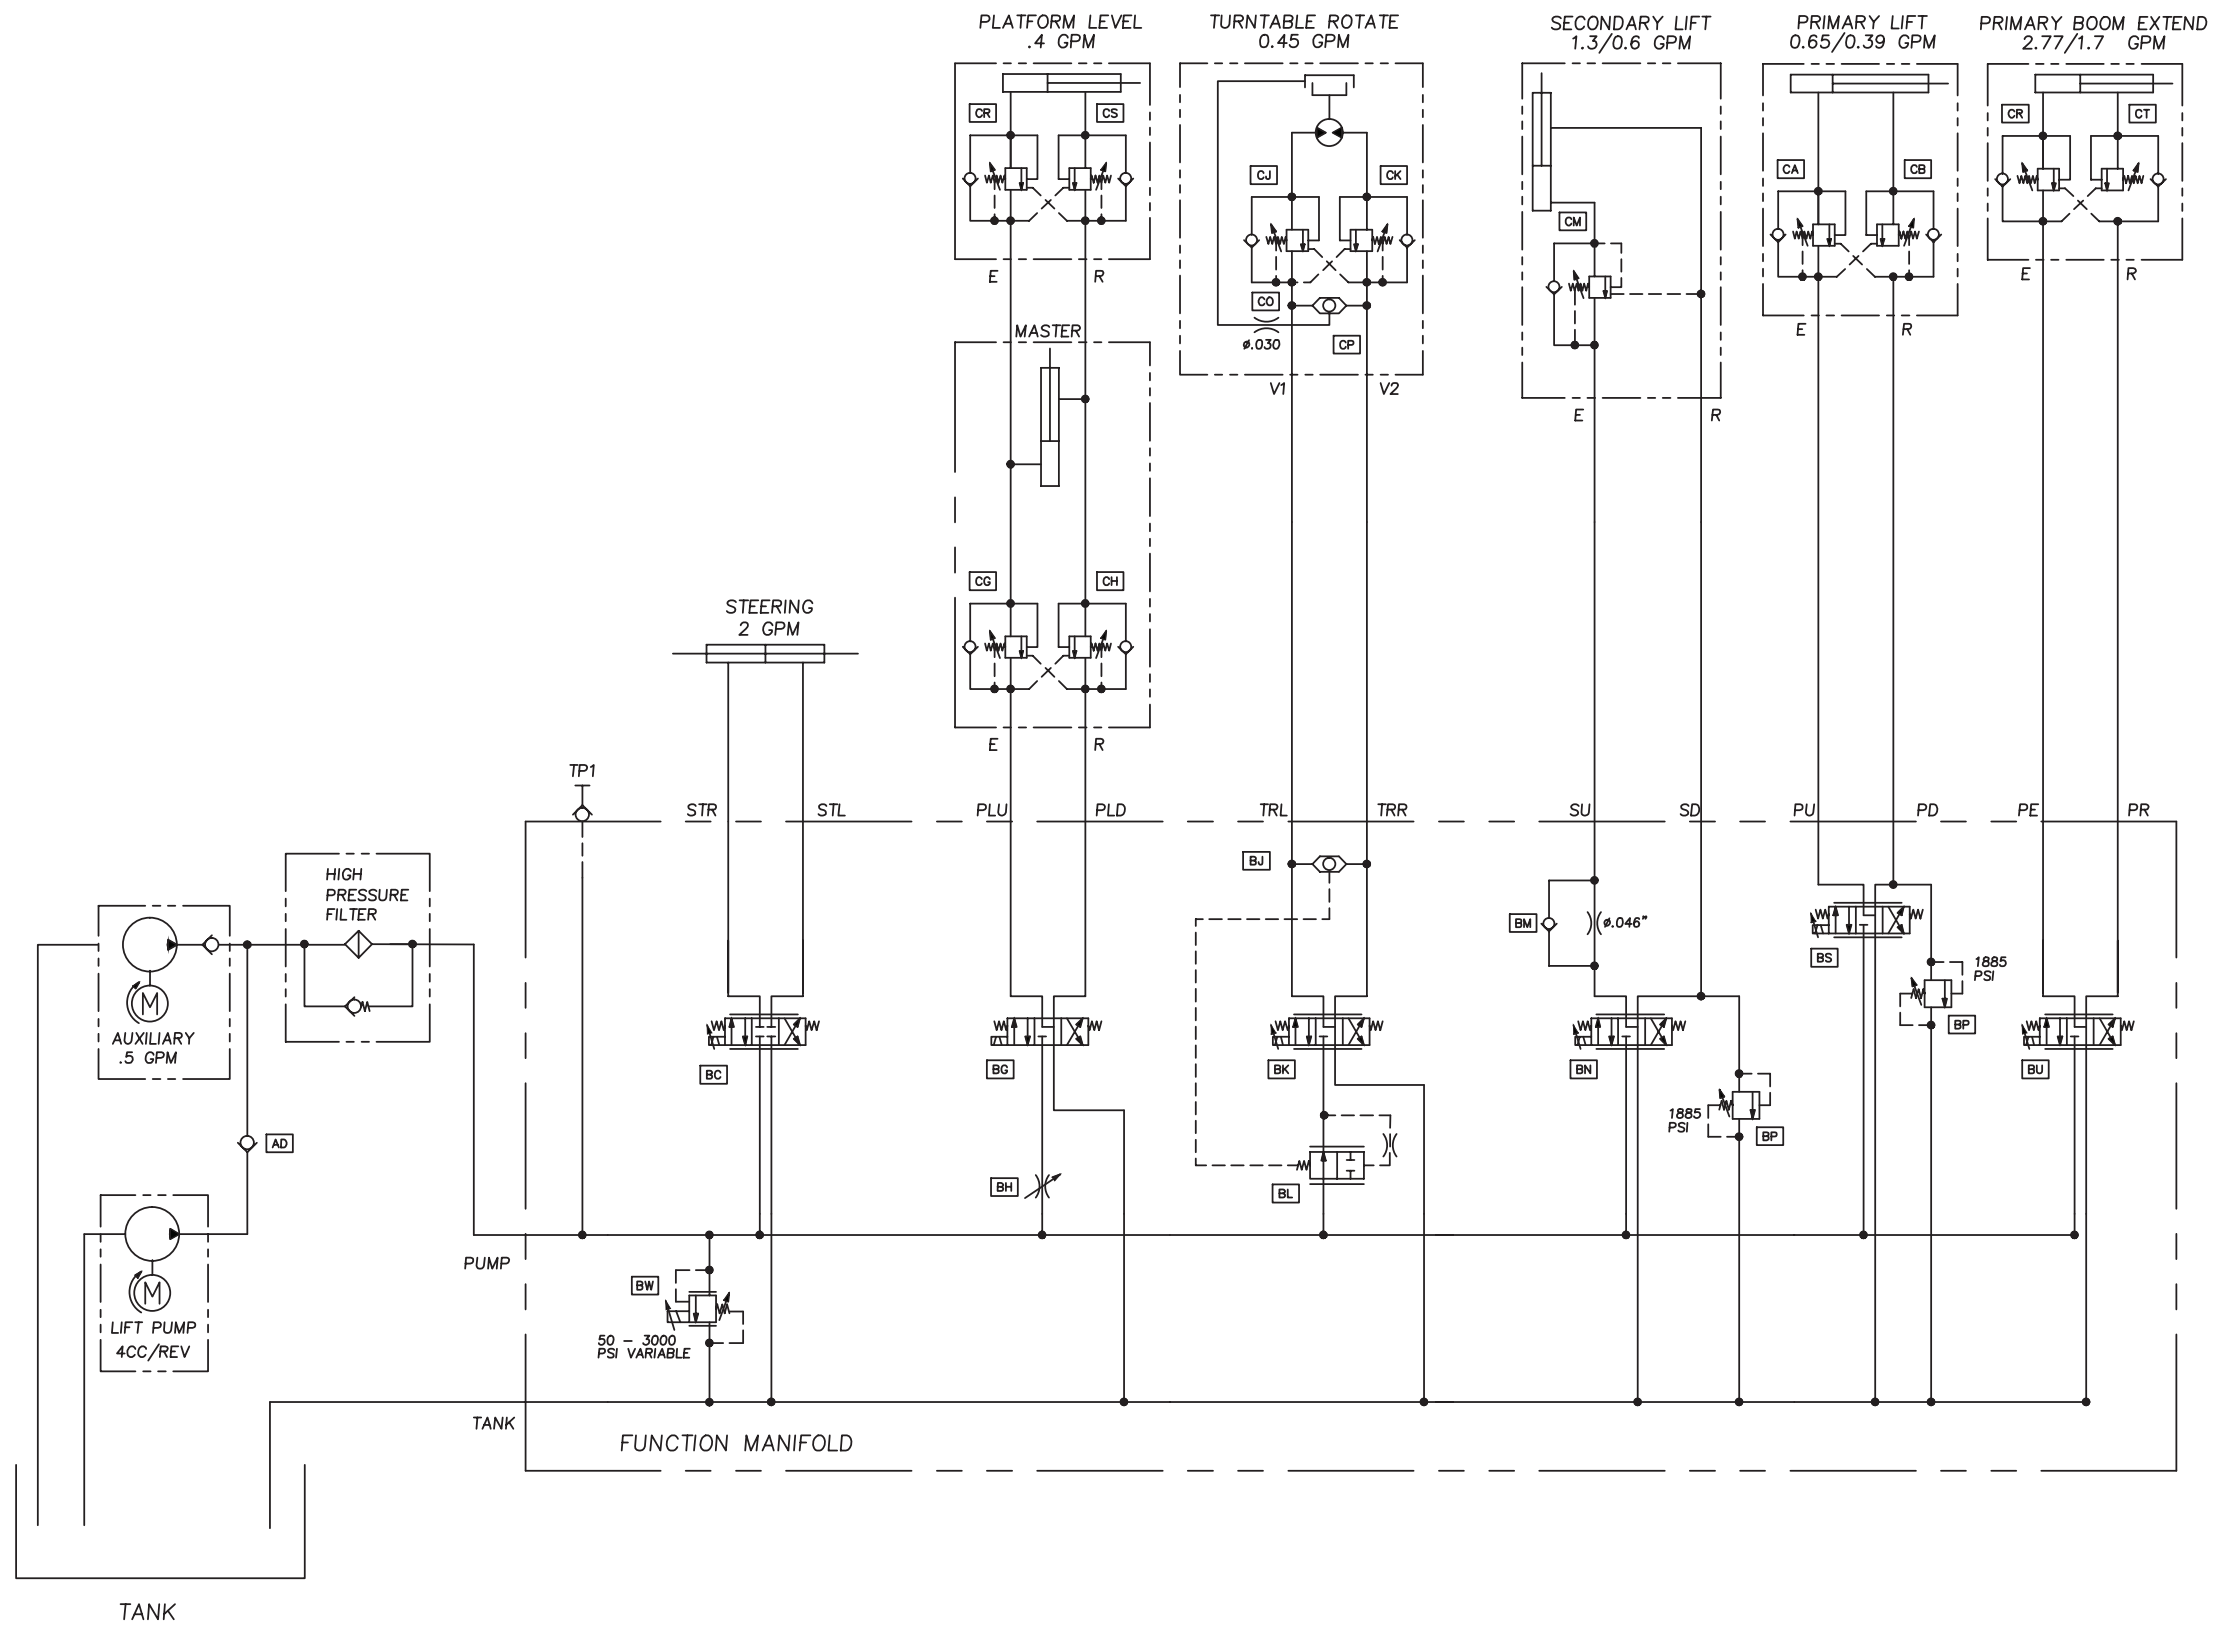 PLATFORM LEVEL
.4 GPM
TURNTABLE ROTATE
0.45 GPM
SECONDARY LIFT
1.3/0.6 GPM
PRIMARY LIFT
0.65/0.39 GPM
PRIMARY BOOM EXTEND
2.77/1.7 GPM
CR
CS
CJ
CK
CM
CA
CB
CR
CT
E
R
CO
Ø.030
CP
V1
V2
E
R
E
R
E
R
MASTER
CG
CH
E
R
STEERING
2 GPM
TP1
STR
STL
PLU
PLD
TRL
TRR
SU
SD
PU
PD
PE
PR
HIGH
PRESSURE
FILTER
M
AUXILIARY
.5 GPM
BJ
BM
Ø.046"
BS
1885
PSI
BP
BC
BG
BK
BN
BU
1885
PSI
BP
AD
BH
BL
M
LIFT PUMP
4CC/REV
PUMP
BW
50 - 3000
PSI VARIABLE
TANK
FUNCTION MANIFOLD
TANK